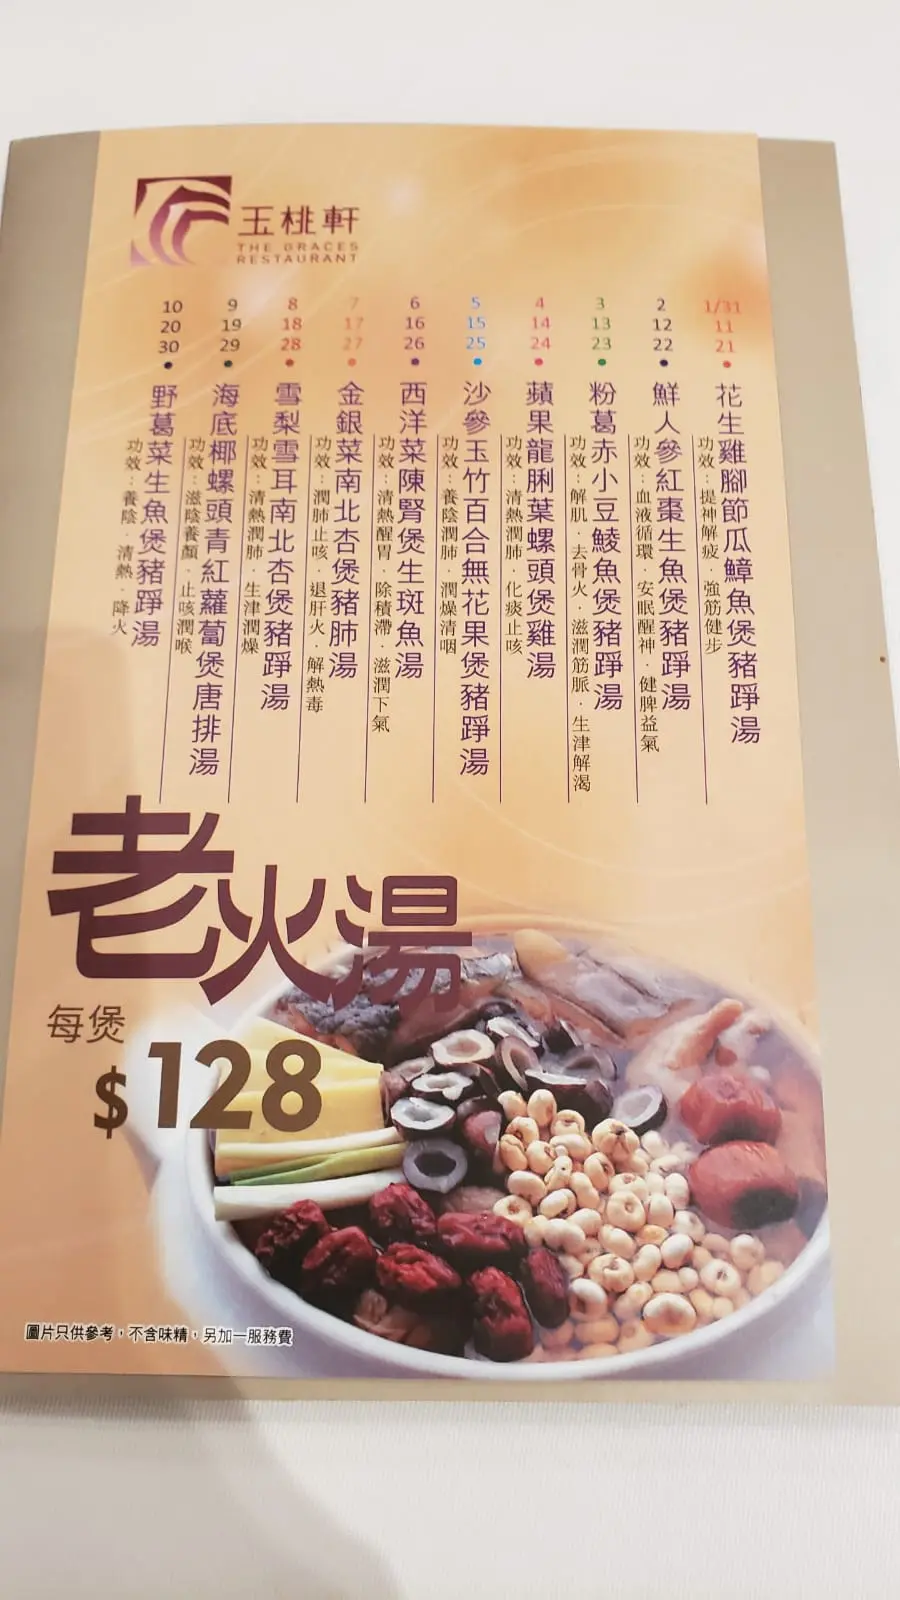 玉桃軒
THE GRACES
RESTAURANT
1/31
11
21
花生雞腳節瓜鱆魚煲豬踭湯
功效：提神解疲．強筋健步
2
12
22
鮮人參紅棗生魚煲豬踭湯
功效：血液循環．安眠醒神．健脾益氣
3
13
23
粉葛赤小豆鯪魚煲豬踭湯
功效：解肌．去骨火．滋潤筋脈．生津解渴
4
14
24
蘋果龍脷葉螺頭煲雞湯
功效：清熱潤肺．化痰止咳
5
15
25
沙參玉竹百合無花果煲豬踭湯
功效：養陰潤肺．潤燥清咽
6
16
26
西洋菜陳腎煲生斑魚湯
功效：清熱醒胃．除積滯．滋潤下氣
7
17
27
金銀菜南北杏煲豬肺湯
功效：潤肺止咳．退肝火．解熱毒
8
18
28
雪梨雪耳南北杏煲豬踭湯
功效：清熱潤肺．生津潤燥
9
19
29
海底椰螺頭青紅蘿蔔煲唐排湯
功效：滋陰養顏、止咳潤喉
10
20
30
野葛菜生魚煲豬踭湯
功效：養陰．清熱．降火
老火湯
每煲
$128
圖片只供參考，不含味精，另加一服務費